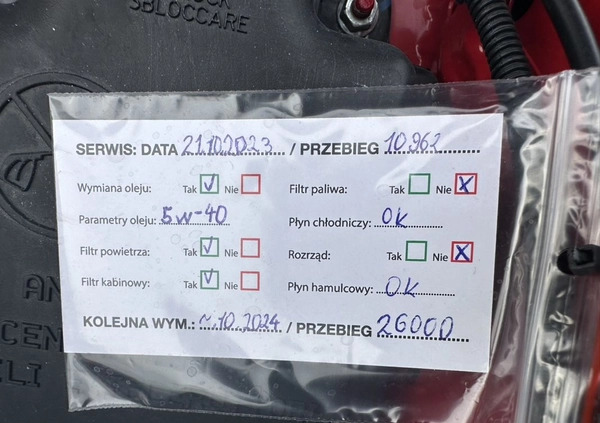 SBLOCCARE
SERWIS: DATA 21.10.2023 / PRZEBIEG 10.962
Wymiana oleju: Tak ☑ Nie ☐ Filtr paliwa: Tak ☐ Nie ☒
Parametry oleju: 5w-40 Płyn chłodniczy: OK
Filtr powietrza: Tak ☑ Nie ☐ Rozrząd: Tak ☐ Nie ☒
Filtr kabinowy: Tak ☑ Nie ☐ Płyn hamulcowy: OK
KOLEJNA WYM.: ~.10.2024 / PRZEBIEG 26000